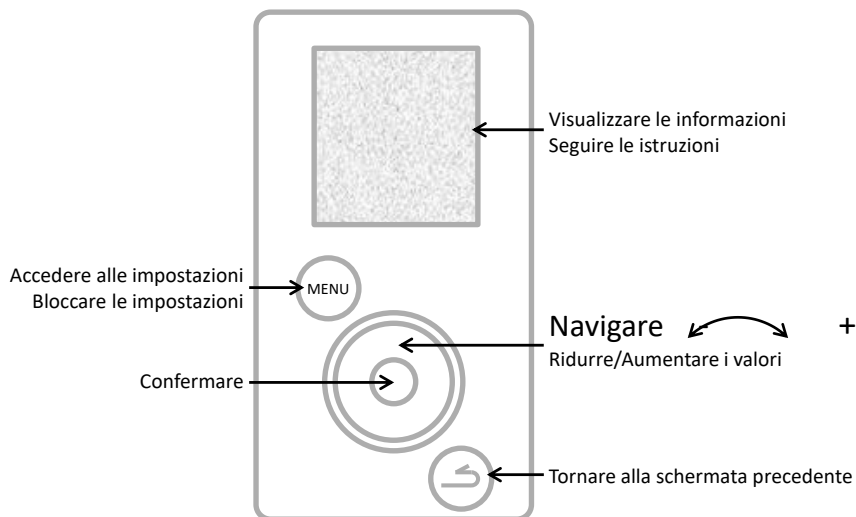 Visualizzare le informazioni
Seguire le istruzioni
Accedere alle impostazioni
Bloccare le impostazioni
MENU
Navigare - +
Ridurre/Aumentare i valori
Confermare
Tornare alla schermata precedente